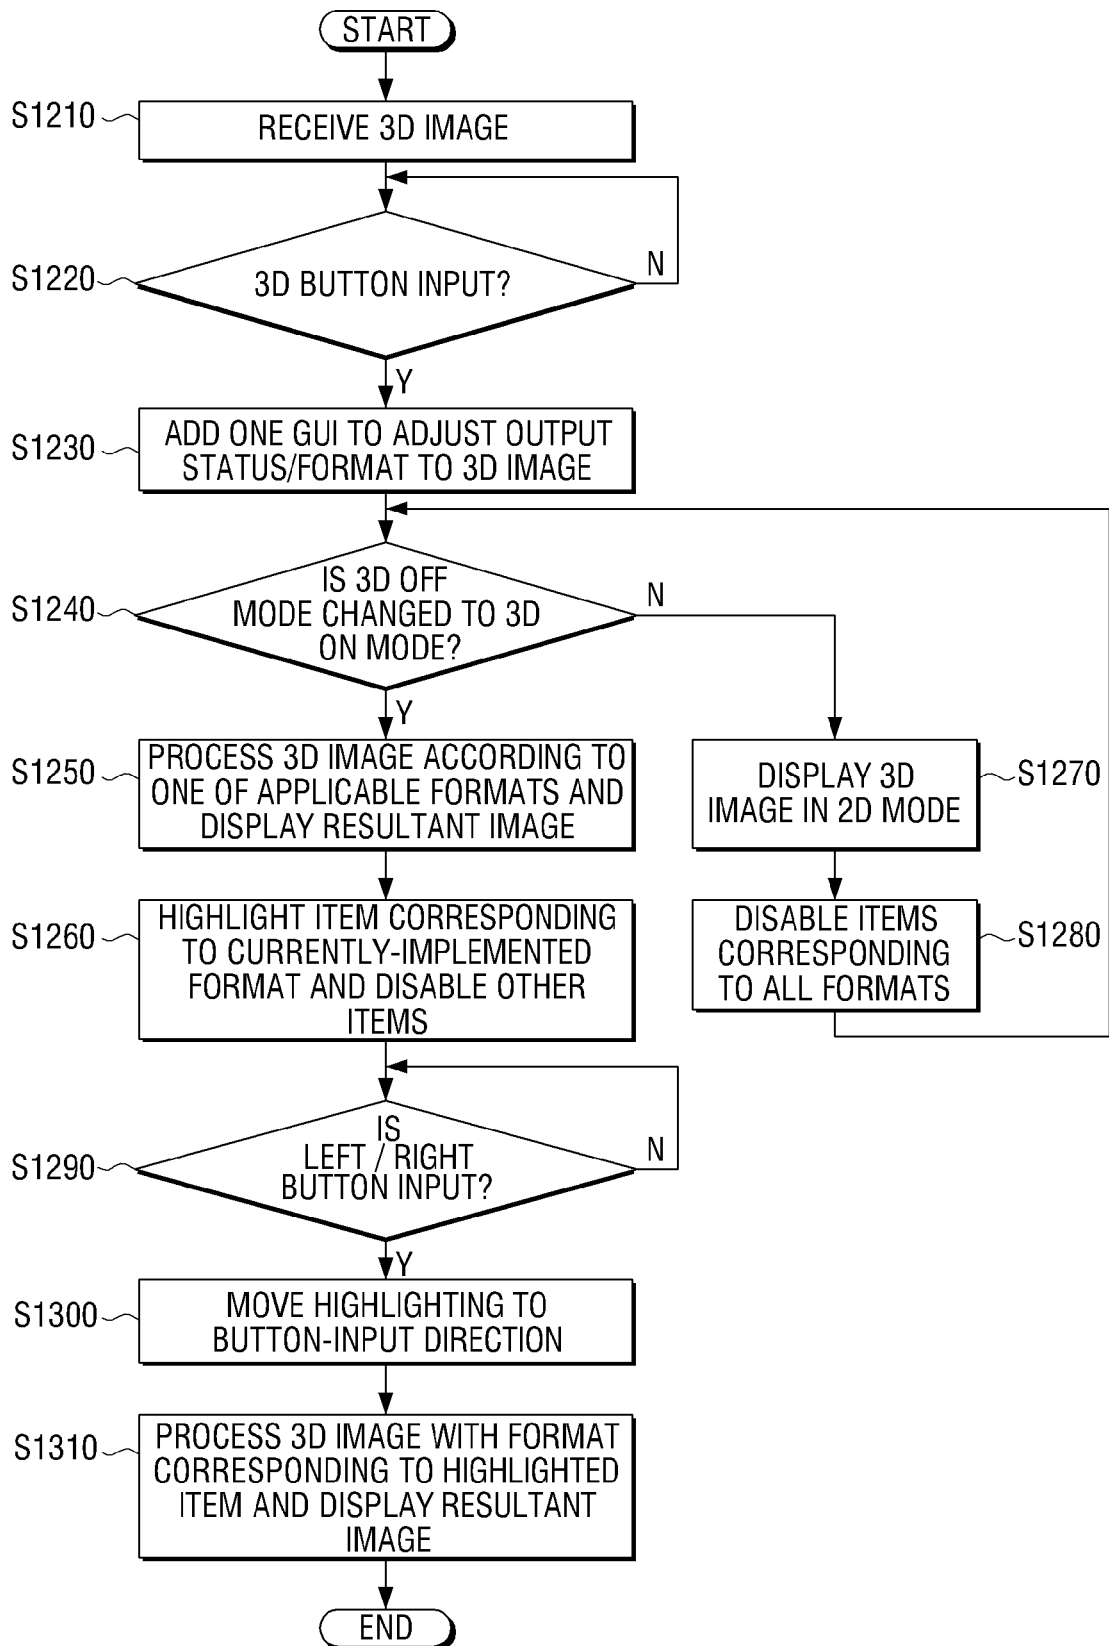 START
S1210
RECEIVE 3D IMAGE
S1220
3D BUTTON INPUT?
N
Y
S1230
ADD ONE GUI TO ADJUST OUTPUT
STATUS/FORMAT TO 3D IMAGE
S1240
IS 3D OFF
MODE CHANGED TO 3D
ON MODE?
N
Y
S1250
PROCESS 3D IMAGE ACCORDING TO
ONE OF APPLICABLE FORMATS AND
DISPLAY RESULTANT IMAGE
DISPLAY 3D
IMAGE IN 2D MODE
S1270
S1260
HIGHLIGHT ITEM CORRESPONDING
TO CURRENTLY-IMPLEMENTED
FORMAT AND DISABLE OTHER
ITEMS
DISABLE ITEMS
CORRESPONDING
TO ALL FORMATS
S1280
S1290
IS
LEFT / RIGHT
BUTTON INPUT?
N
Y
S1300
MOVE HIGHLIGHTING TO
BUTTON-INPUT DIRECTION
S1310
PROCESS 3D IMAGE WITH FORMAT
CORRESPONDING TO HIGHLIGHTED
ITEM AND DISPLAY RESULTANT
IMAGE
END